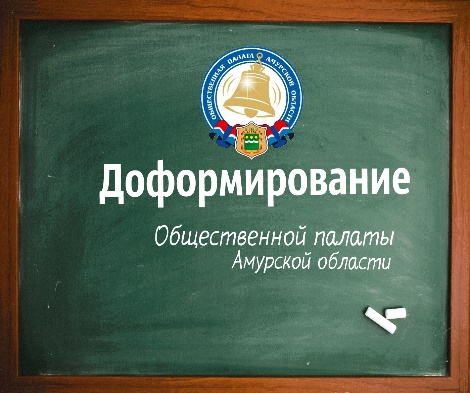 ОБЩЕСТВЕННАЯ ПАЛАТА АМУРСКОЙ ОБЛАСТИ
Доформирование
Общественной палаты
Амурской области